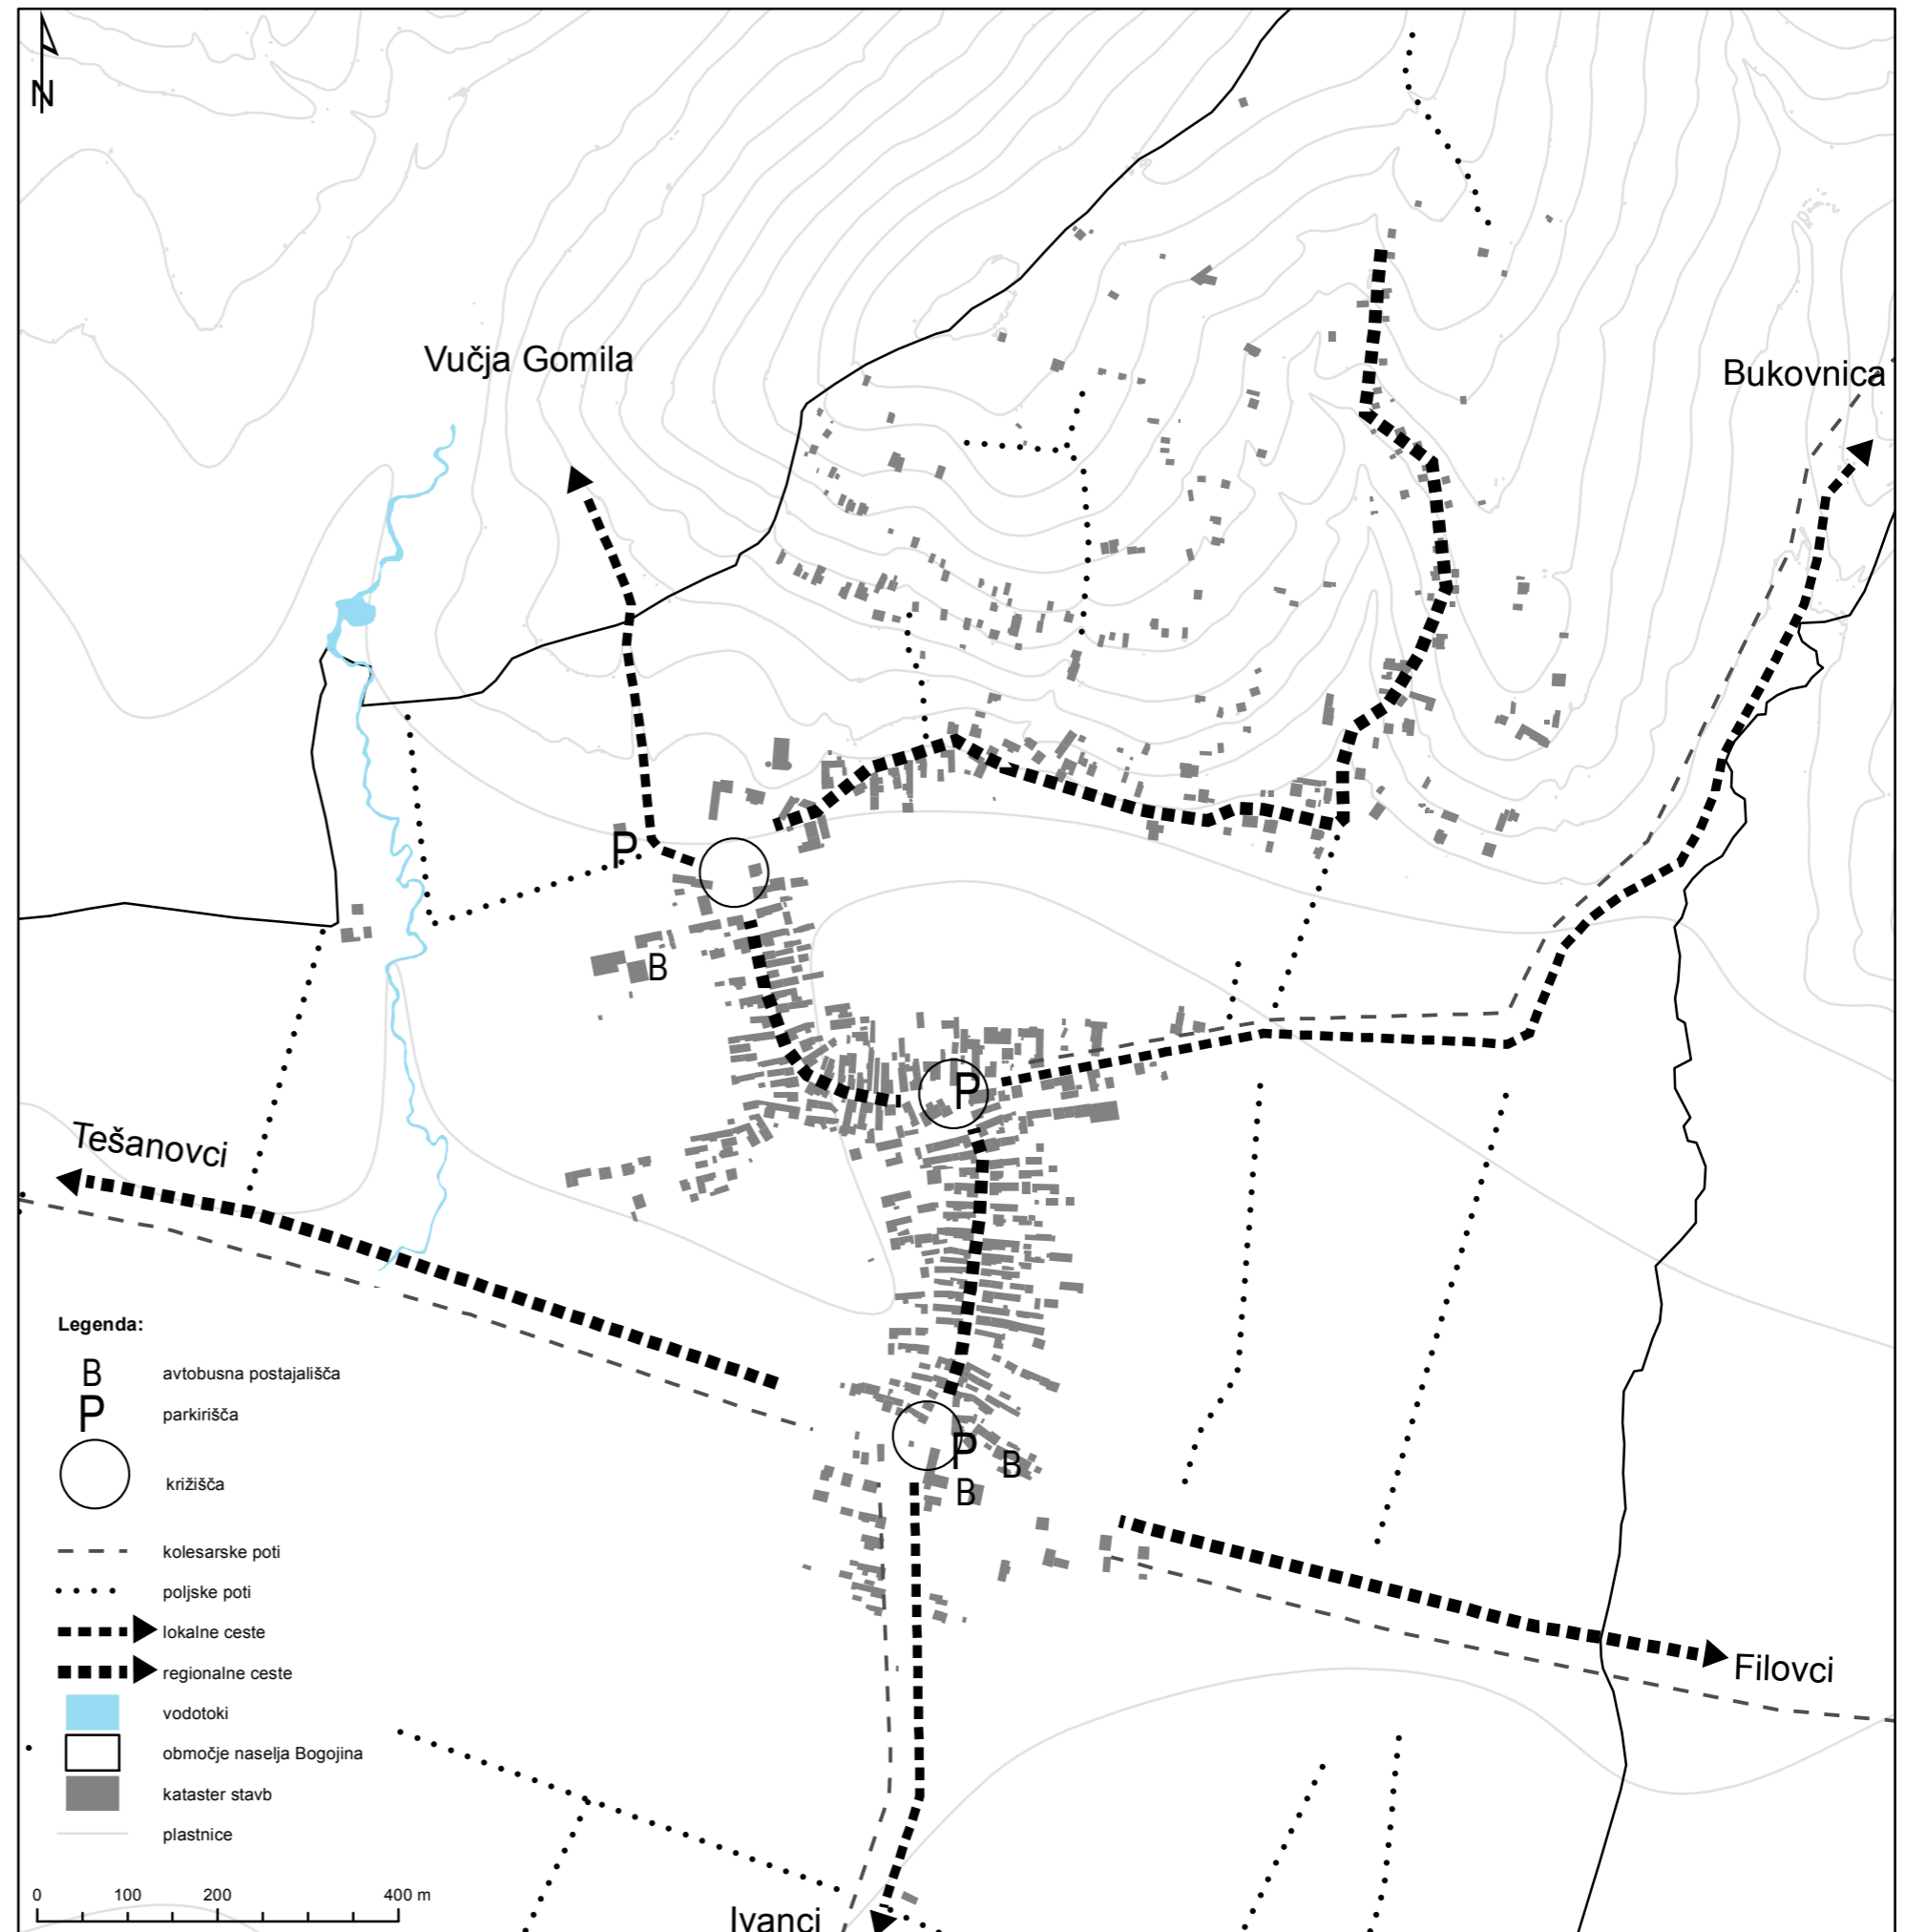 N
Vučja Gomila
Bukovnica
P
B
P
Tešanovci
P
B
B
Filovci
Ivanci
Legenda:
B avtobusna postajališča
P parkirišča
križišča
kolesarske poti
poljske poti
lokalne ceste
regionalne ceste
vodotoki
območje naselja Bogojina
kataster stavb
plastnice
0 100 200 400 m